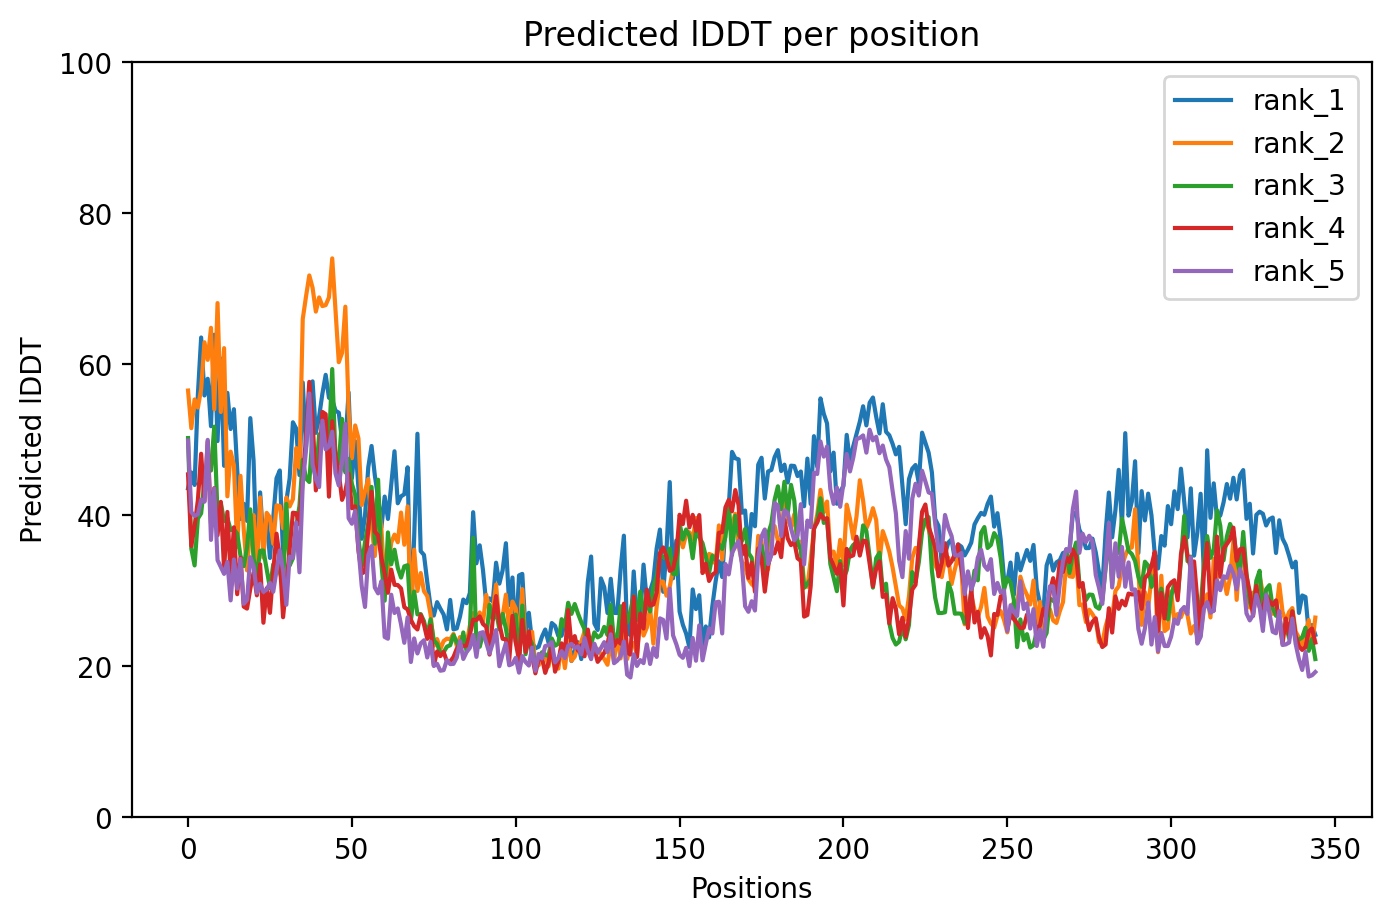 Predicted lDDT per position
100
80
60
40
20
0
Predicted lDDT
rank_1
rank_2
rank_3
rank_4
rank_5
0 50 100 150 200 250 300 350
Positions